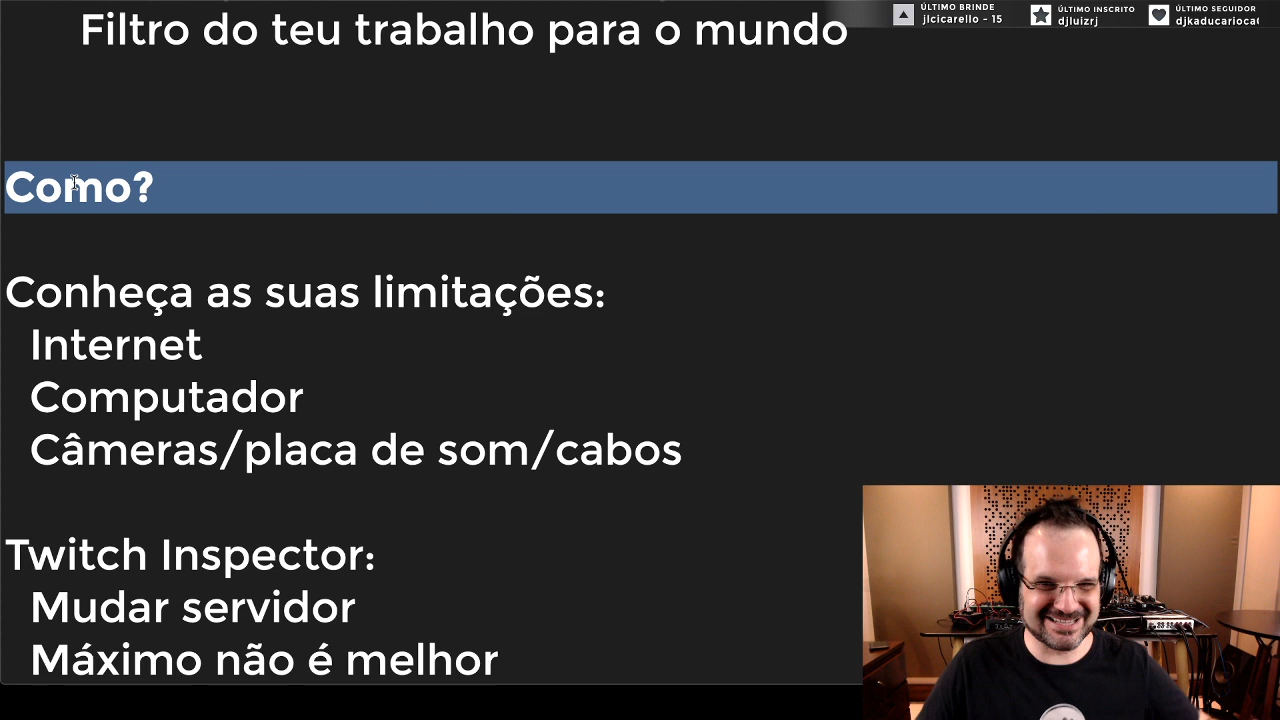 Filtro do teu trabalho para o mundo
ÚLTIMO BRINDE
jlcicarello - 15
ÚLTIMO INSCRITO
djluizrj
ÚLTIMO SEGUIDOR
djkaducariocat
Como?
Conheça as suas limitações:
Internet
Computador
Câmeras/placa de som/cabos
Twitch Inspector:
Mudar servidor
Máximo não é melhor